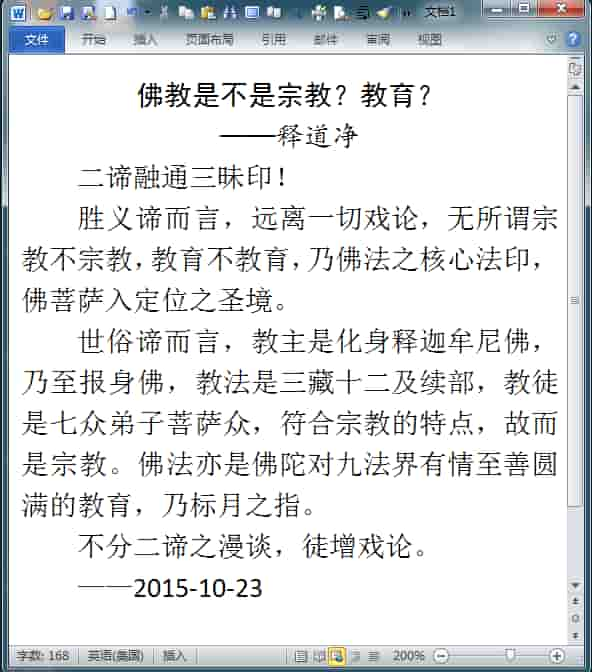 文档1
文件 开始 插入 页面布局 引用 邮件 审阅 视图
佛教是不是宗教？教育？
——释道净
二谛融通三昧印！
胜义谛而言，远离一切戏论，无所谓宗
教不宗教，教育不教育，乃佛法之核心法印，
佛菩萨入定位之圣境。
世俗谛而言，教主是化身释迦牟尼佛，
乃至报身佛，教法是三藏十二及续部，教徒
是七众弟子菩萨众，符合宗教的特点，故而
是宗教。佛法亦是佛陀对九法界有情至善圆
满的教育，乃标月之指。
不分二谛之漫谈，徒增戏论。
——2015-10-23
字数: 168 英语(美国) 插入 200%